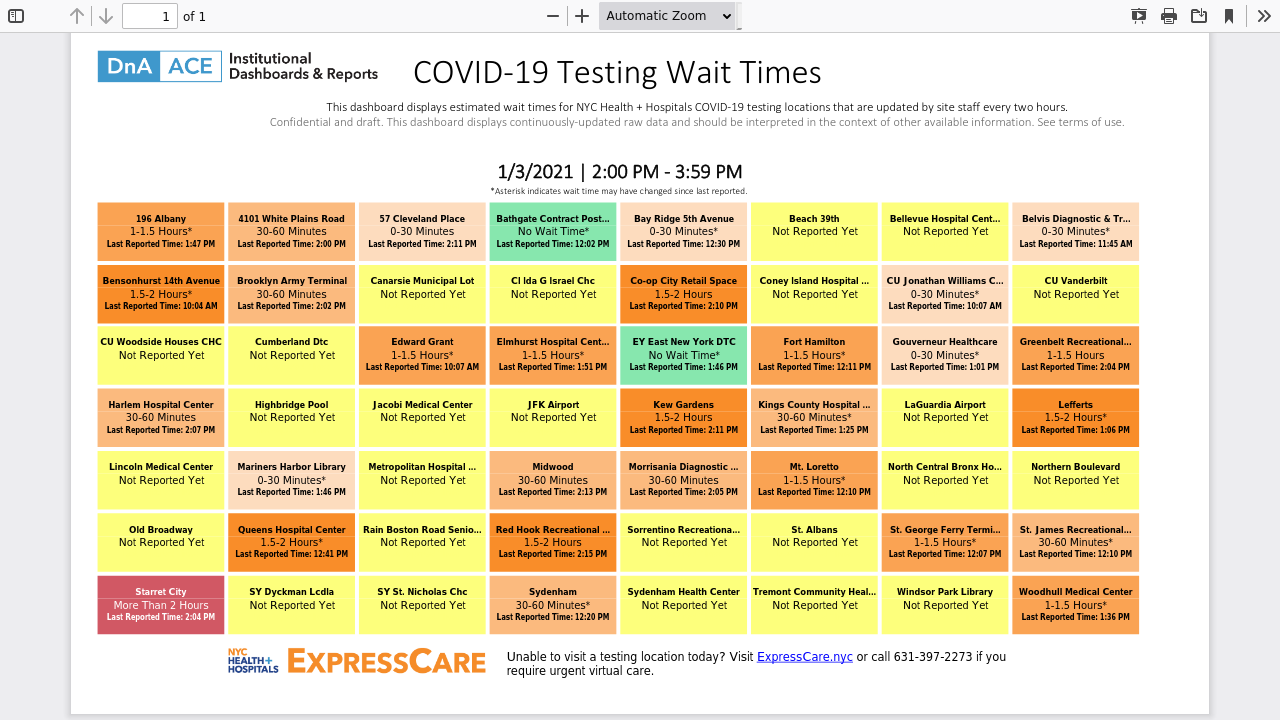 1 of 1 Automatic Zoom
DnA ACE Institutional
Dashboards & Reports
COVID-19 Testing Wait Times
This dashboard displays estimated wait times for NYC Health + Hospitals COVID-19 testing locations that are updated by site staff every two hours.
Confidential and draft. This dashboard displays continuously-updated raw data and should be interpreted in the context of other available information. See terms of use.
1/3/2021 | 2:00 PM - 3:59 PM
*Asterisk indicates wait time may have changed since last reported.
196 Albany
1-1.5 Hours*
Last Reported Time: 1:47 PM
4101 White Plains Road
30-60 Minutes
Last Reported Time: 2:00 PM
57 Cleveland Place
0-30 Minutes
Last Reported Time: 2:11 PM
Bathgate Contract Post...
No Wait Time*
Last Reported Time: 12:02 PM
Bay Ridge 5th Avenue
0-30 Minutes*
Last Reported Time: 12:30 PM
Beach 39th
Not Reported Yet
Bellevue Hospital Cent...
Not Reported Yet
Belvis Diagnostic & Tr...
0-30 Minutes*
Last Reported Time: 11:45 AM
Bensonhurst 14th Avenue
1.5-2 Hours*
Last Reported Time: 10:04 AM
Brooklyn Army Terminal
30-60 Minutes
Last Reported Time: 2:02 PM
Canarsie Municipal Lot
Not Reported Yet
CI Ida G Israel Chc
Not Reported Yet
Co-op City Retail Space
1.5-2 Hours
Last Reported Time: 2:10 PM
Coney Island Hospital ...
Not Reported Yet
CU Jonathan Williams C...
0-30 Minutes*
Last Reported Time: 10:07 AM
CU Vanderbilt
Not Reported Yet
CU Woodside Houses CHC
Not Reported Yet
Cumberland Dtc
Not Reported Yet
Edward Grant
1-1.5 Hours*
Last Reported Time: 10:07 AM
Elmhurst Hospital Cent...
1-1.5 Hours*
Last Reported Time: 1:51 PM
EY East New York DTC
No Wait Time*
Last Reported Time: 1:46 PM
Fort Hamilton
1-1.5 Hours*
Last Reported Time: 12:11 PM
Gouverneur Healthcare
0-30 Minutes*
Last Reported Time: 1:01 PM
Greenbelt Recreational...
1-1.5 Hours
Last Reported Time: 2:04 PM
Harlem Hospital Center
30-60 Minutes
Last Reported Time: 2:07 PM
Highbridge Pool
Not Reported Yet
Jacobi Medical Center
Not Reported Yet
JFK Airport
Not Reported Yet
Kew Gardens
1.5-2 Hours
Last Reported Time: 2:11 PM
Kings County Hospital ...
30-60 Minutes*
Last Reported Time: 1:25 PM
LaGuardia Airport
Not Reported Yet
Lefferts
1.5-2 Hours*
Last Reported Time: 1:06 PM
Lincoln Medical Center
Not Reported Yet
Mariners Harbor Library
0-30 Minutes*
Last Reported Time: 1:46 PM
Metropolitan Hospital ...
Not Reported Yet
Midwood
30-60 Minutes
Last Reported Time: 2:13 PM
Morrisania Diagnostic ...
30-60 Minutes
Last Reported Time: 2:05 PM
Mt. Loretto
1-1.5 Hours*
Last Reported Time: 12:10 PM
North Central Bronx Ho...
Not Reported Yet
Northern Boulevard
Not Reported Yet
Old Broadway
Not Reported Yet
Queens Hospital Center
1.5-2 Hours*
Last Reported Time: 12:41 PM
Rain Boston Road Senio...
Not Reported Yet
Red Hook Recreational ...
1.5-2 Hours
Last Reported Time: 2:15 PM
Sorrentino Recreationa...
Not Reported Yet
St. Albans
Not Reported Yet
St. George Ferry Termi...
1-1.5 Hours*
Last Reported Time: 12:07 PM
St. James Recreational...
30-60 Minutes*
Last Reported Time: 12:10 PM
Starret City
More Than 2 Hours
Last Reported Time: 2:04 PM
SY Dyckman Lcdla
Not Reported Yet
SY St. Nicholas Chc
Not Reported Yet
Sydenham
30-60 Minutes*
Last Reported Time: 12:20 PM
Sydenham Health Center
Not Reported Yet
Tremont Community Heal...
Not Reported Yet
Windsor Park Library
Not Reported Yet
Woodhull Medical Center
1-1.5 Hours*
Last Reported Time: 1:36 PM
NYC
HEALTH+
HOSPITALS
EXPRESSCARE
Unable to visit a testing location today? Visit ExpressCare.nyc or call 631-397-2273 if you
require urgent virtual care.